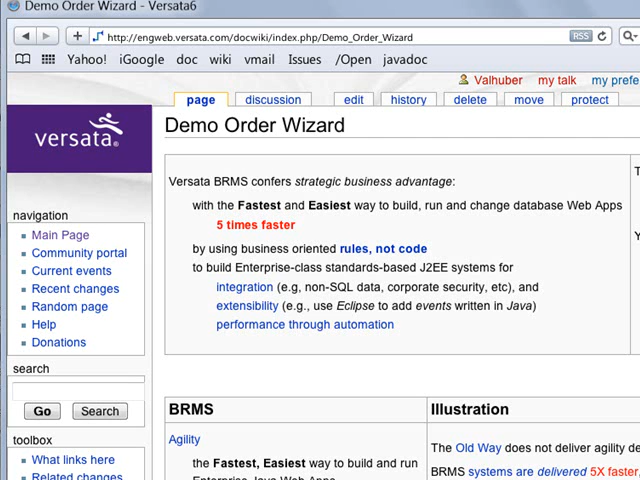 Demo Order Wizard - Versata6
http://engweb.versata.com/docwiki/index.php/Demo_Order_Wizard
RSS
Yahoo! iGoogle doc wiki vmail Issues /Open javadoc
Valhuber my talk my prefe
page discussion edit history delete move protect
versata®
Demo Order Wizard
Versata BRMS confers strategic business advantage:
with the Fastest and Easiest way to build, run and change database Web Apps
5 times faster
by using business oriented rules, not code
to build Enterprise-class standards-based J2EE systems for
integration (e.g, non-SQL data, corporate security, etc), and
extensibility (e.g., use Eclipse to add events written in Java)
performance through automation
T
Y
navigation
Main Page
Community portal
Current events
Recent changes
Random page
Help
Donations
search
Go Search
toolbox
What links here
Related changes
BRMS
Illustration
Agility
the Fastest, Easiest way to build and run
Enterprise Java Web Apps
The Old Way does not deliver agility de
BRMS systems are delivered 5X faster,